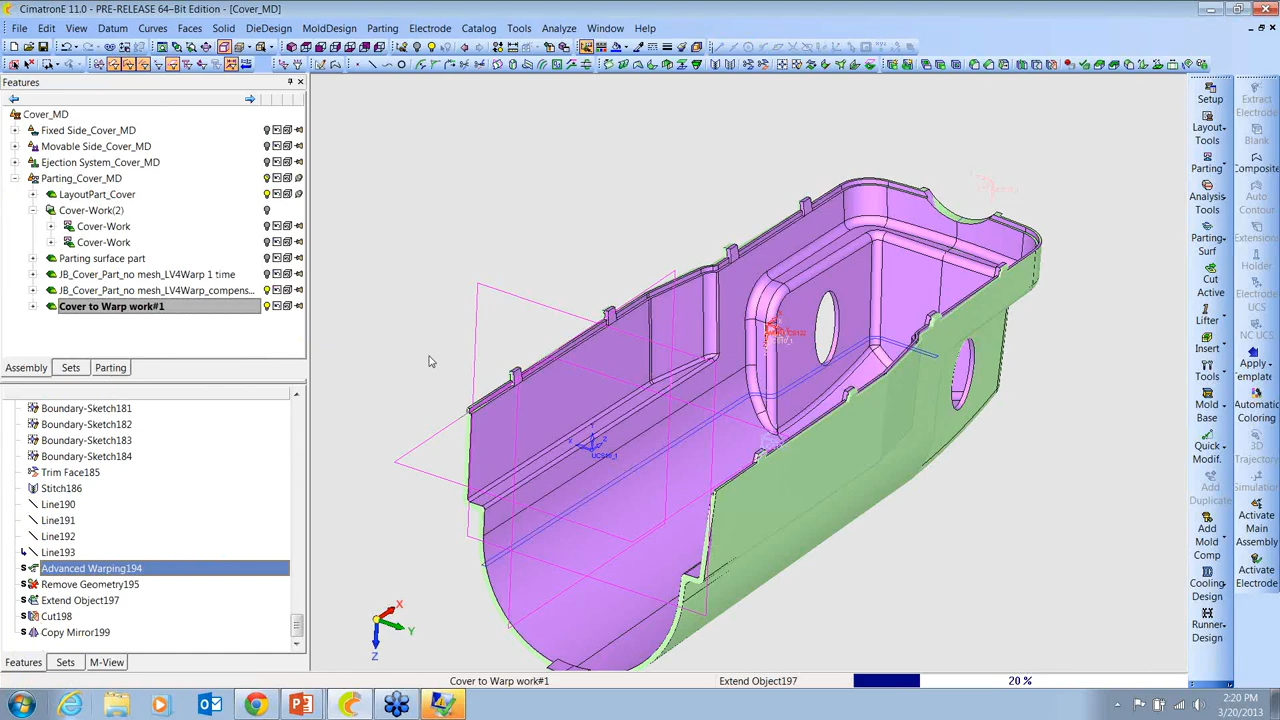 CimatronE 11.0 - PRE-RELEASE 64-Bit Edition - [Cover_MD]
File Edit View Datum Curves Faces Solid DieDesign MoldDesign Parting Electrode Catalog Tools Analyze Window Help
Features
Cover_MD
Fixed Side_Cover_MD
Movable Side_Cover_MD
Ejection System_Cover_MD
Parting_Cover_MD
LayoutPart_Cover
Cover-Work(2)
Cover-Work
Cover-Work
Parting surface part
JB_Cover_Part_no mesh_LV4Warp 1 time
JB_Cover_Part_no mesh_LV4Warp_compens...
Cover to Warp work#1
Assembly Sets Parting
Boundary-Sketch181
Boundary-Sketch182
Boundary-Sketch183
Boundary-Sketch184
Trim Face185
Stitch186
Line190
Line191
Line192
Line193
Advanced Warping194
Remove Geometry195
Extend Object197
Cut198
Copy Mirror199
Features Sets M-View
X
Y
Z
Setup
Layout
Tools
Parting
Analysis
Tools
Parting
Surf
Cut
Active
Lifter
Insert
Tools
Mold
Base
Quick
Modif.
Add
Duplicate
Add
Mold
Comp
Cooling
Design
Runner
Design
Extract
Electrode
Blank
Composite
Auto
Contour
Extensions
Holder
Electrode
UCS
NC UCS
Apply
Template
Automatic
Coloring
3D
Trajectory
Simulation
Activate
Main
Assembly
Activate
Electrode
Cover to Warp work#1 Extend Object197 20 %
2:20 PM
3/20/2013